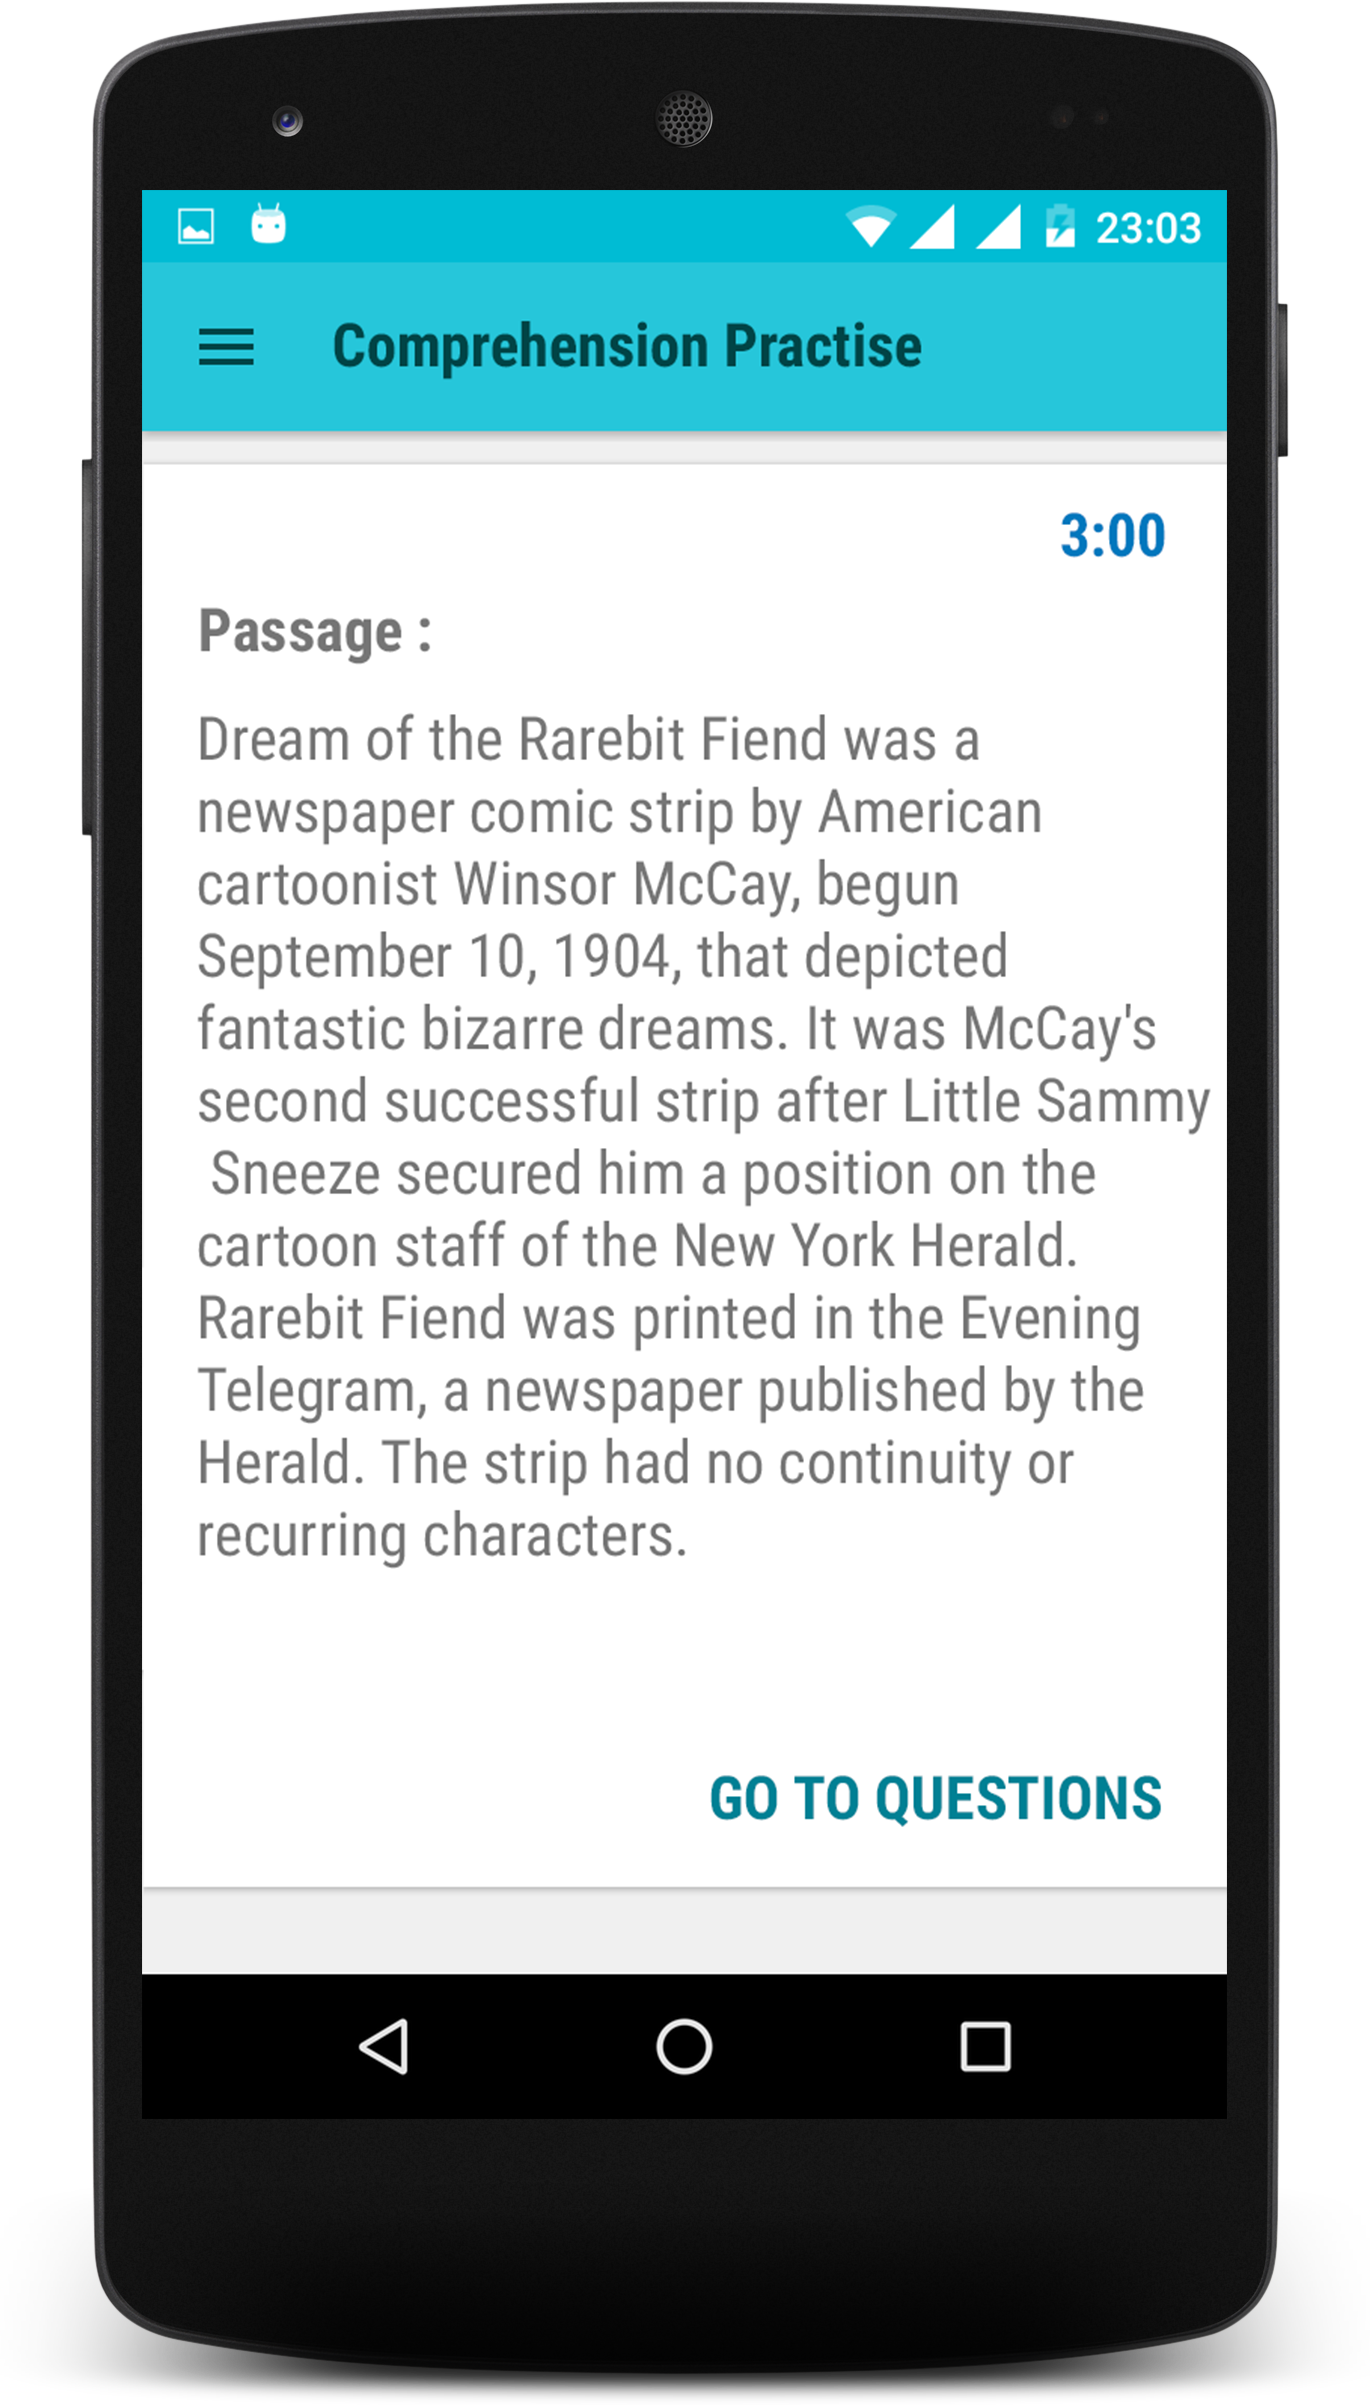 23:03
Comprehension Practise
3:00
Passage :
Dream of the Rarebit Fiend was a
newspaper comic strip by American
cartoonist Winsor McCay, begun
September 10, 1904, that depicted
fantastic bizarre dreams. It was McCay's
second successful strip after Little Sammy
Sneeze secured him a position on the
cartoon staff of the New York Herald.
Rarebit Fiend was printed in the Evening
Telegram, a newspaper published by the
Herald. The strip had no continuity or
recurring characters.
GO TO QUESTIONS